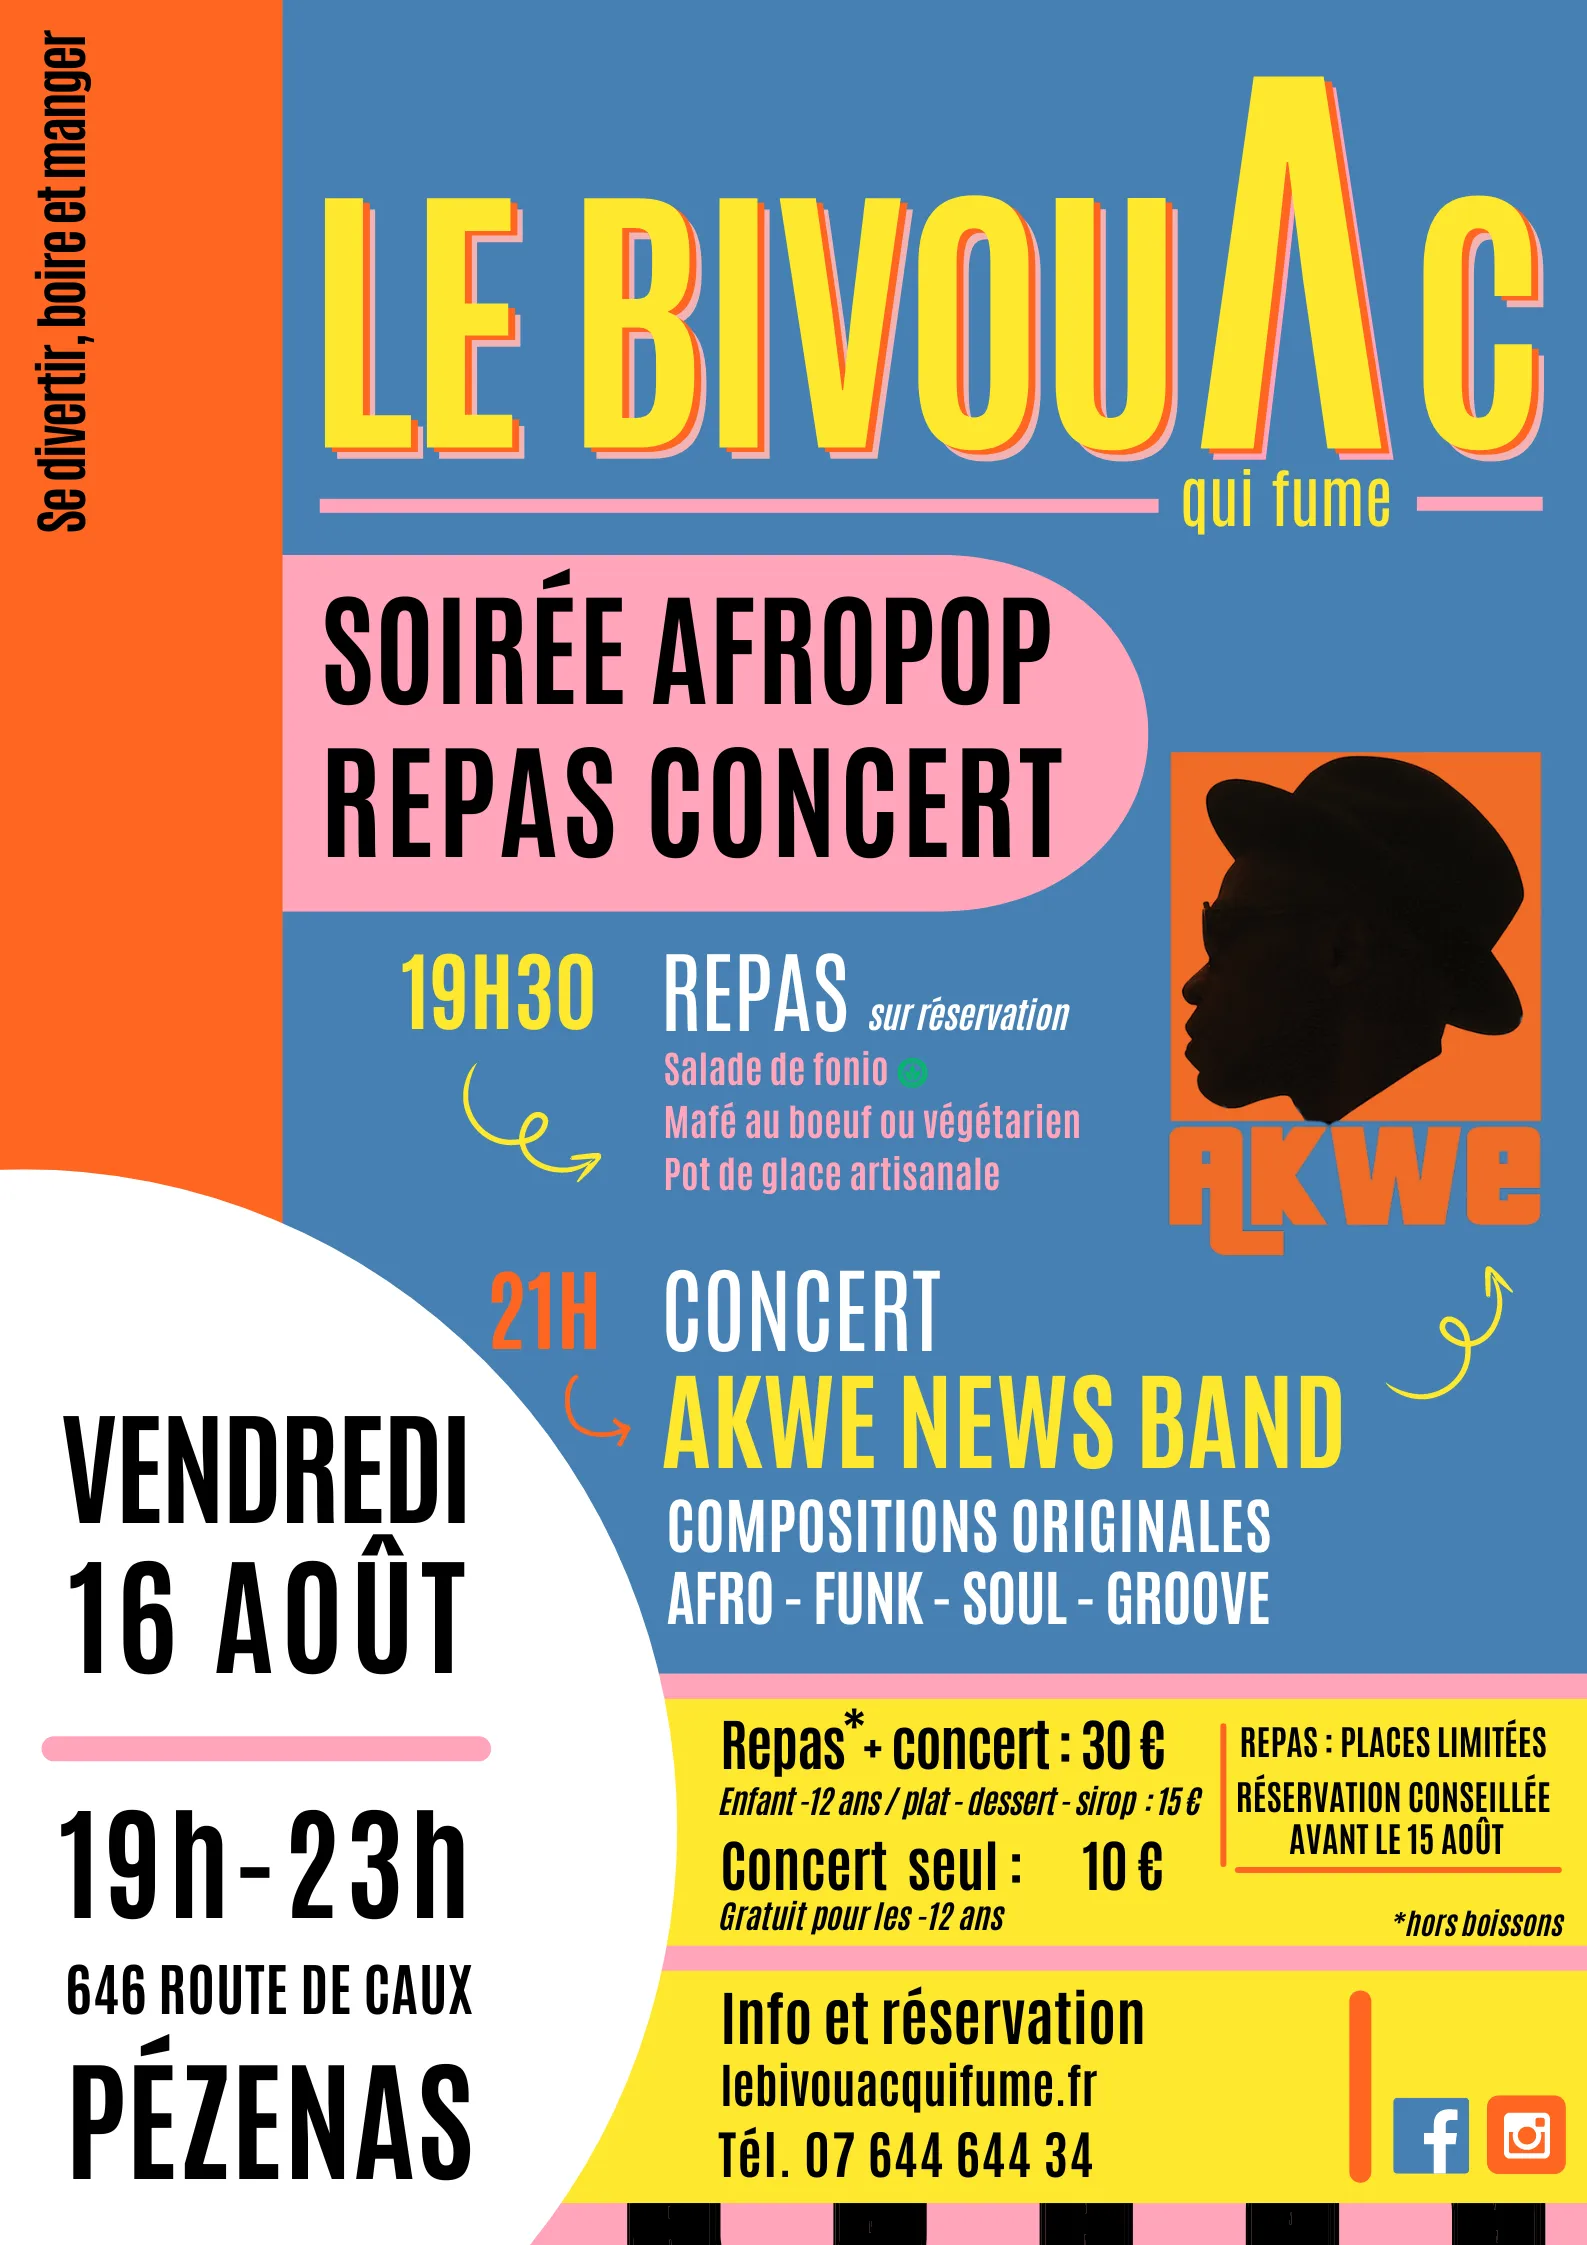 Se divertir, boire et manger
LE BIVOUAC
qui fume
SOIRÉE AFROPOP
REPAS CONCERT
19H30
REPAS sur réservation
Salade de fonio
Mafé au boeuf ou végétarien
Pot de glace artisanale
AKWE
21H
CONCERT
AKWE NEWS BAND
COMPOSITIONS ORIGINALES
AFRO - FUNK - SOUL - GROOVE
VENDREDI
16 AOÛT
19h-23h
646 ROUTE DE CAUX
PÉZENAS
Repas*+ concert : 30 €
Enfant -12 ans / plat - dessert - sirop : 15 €
Concert seul : 10 €
Gratuit pour les -12 ans
REPAS : PLACES LIMITÉES
RÉSERVATION CONSEILLÉE
AVANT LE 15 AOÛT
*hors boissons
Info et réservation
lebivouacquifume.fr
Tél. 07 644 644 34